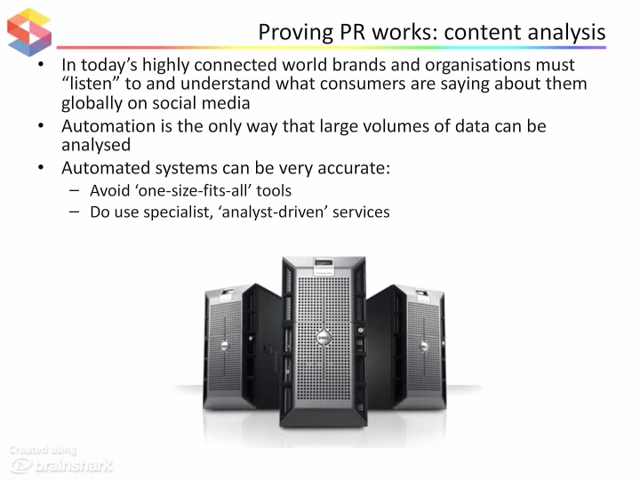 Proving PR works: content analysis
• In today's highly connected world brands and organisations must
"listen" to and understand what consumers are saying about them
globally on social media
• Automation is the only way that large volumes of data can be
analysed
• Automated systems can be very accurate:
– Avoid 'one-size-fits-all' tools
– Do use specialist, 'analyst-driven' services
Created using
brainshark